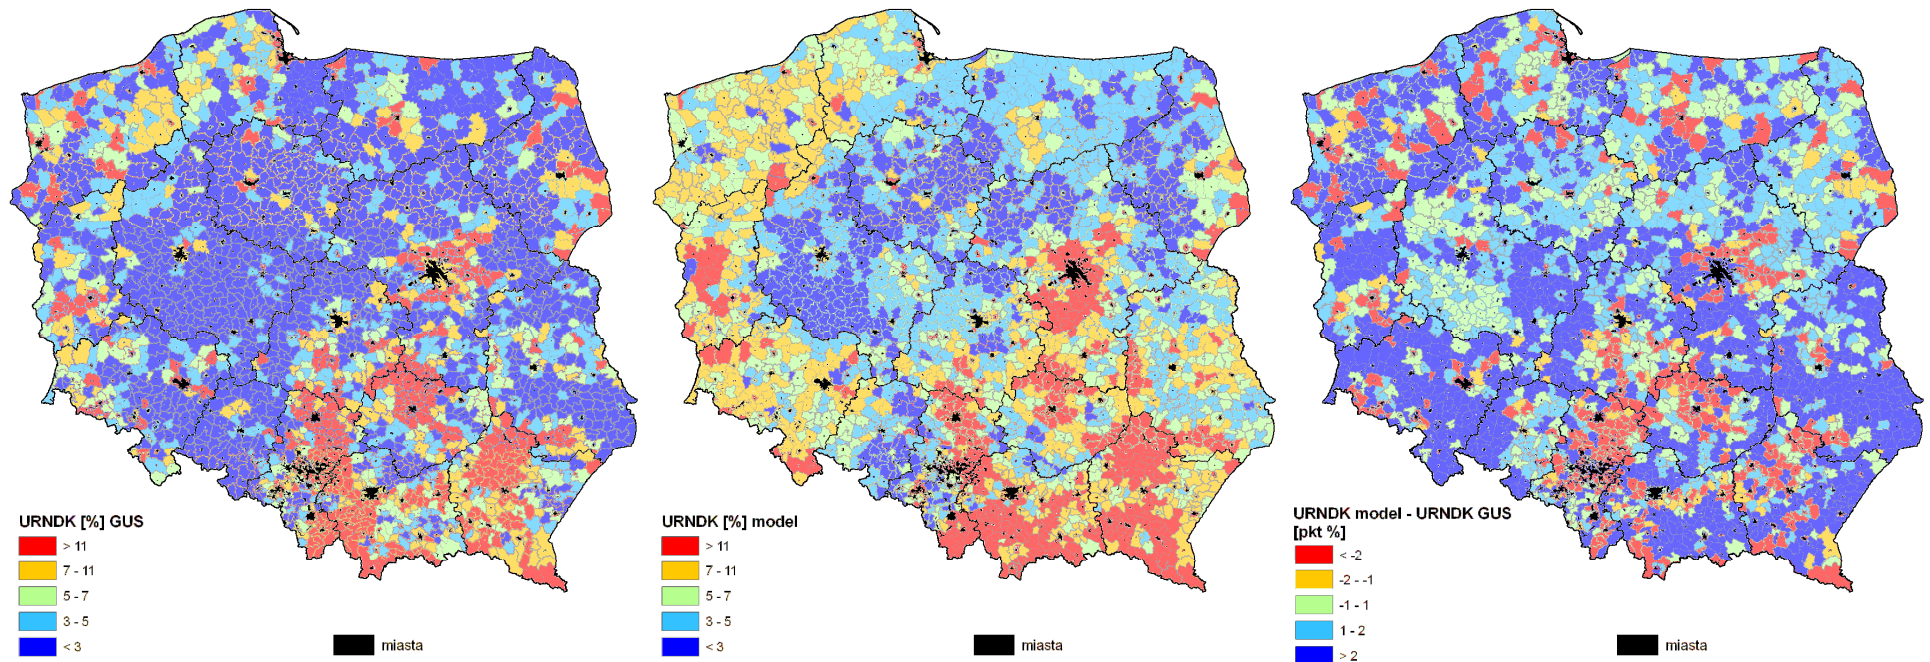 URNDK [%] GUS
> 11
7 - 11
5 - 7
3 - 5
< 3
miasta
URNDK [%] model
> 11
7 - 11
5 - 7
3 - 5
< 3
miasta
URNDK model - URNDK GUS
[pkt %]
< -2
-2 - -1
-1 - 1
1 - 2
> 2
miasta